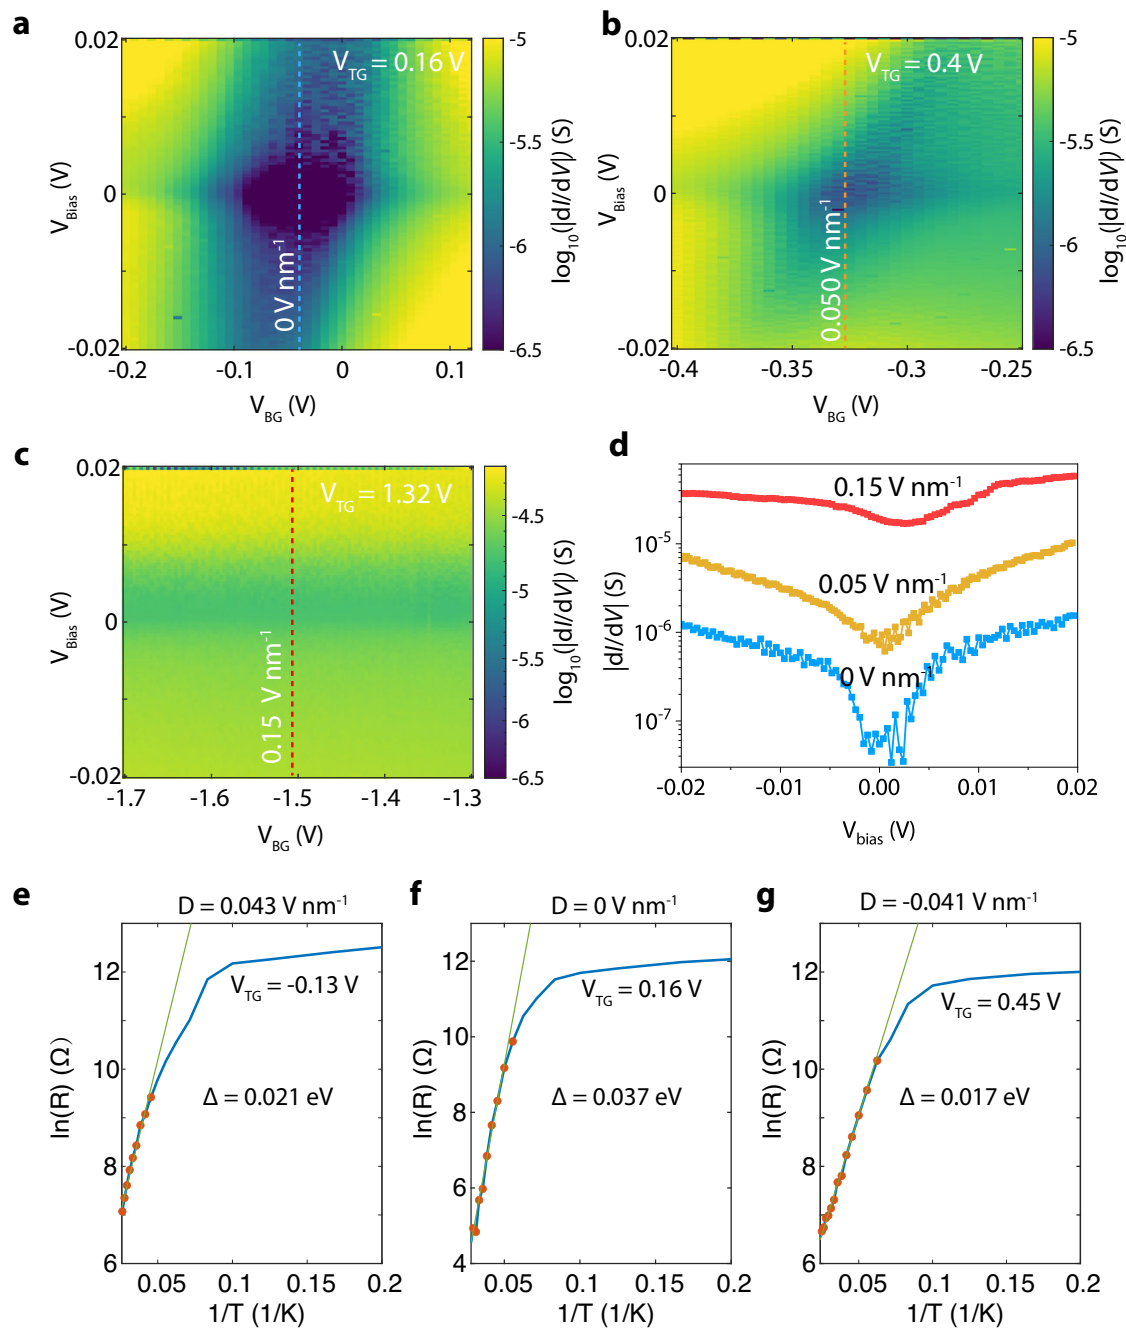 a
V_TG = 0.16 V
0 V nm⁻¹
0.02
0
-0.02
V_Bias (V)
-0.2
-0.1
0
0.1
V_BG (V)
-5
-5.5
-6
-6.5
log₁₀(|dI/dV|) (S)
b
V_TG = 0.4 V
0.050 V nm⁻¹
0.02
0
-0.02
V_Bias (V)
-0.4
-0.35
-0.3
-0.25
V_BG (V)
-5
-5.5
-6
-6.5
log₁₀(|dI/dV|) (S)
c
V_TG = 1.32 V
0.15 V nm⁻¹
0.02
0
-0.02
V_Bias (V)
-1.7
-1.6
-1.5
-1.4
-1.3
V_BG (V)
-4.5
-5
-5.5
-6
-6.5
log₁₀(|dI/dV|) (S)
d
0.15 V nm⁻¹
0.05 V nm⁻¹
0 V nm⁻¹
10⁻⁵
10⁻⁶
10⁻⁷
|dI/dV| (S)
-0.02
-0.01
0.00
0.01
0.02
V_bias (V)
e
D = 0.043 V nm⁻¹
V_TG = -0.13 V
Δ = 0.021 eV
12
10
8
6
ln(R) (Ω)
0.05
0.1
0.15
0.2
1/T (1/K)
f
D = 0 V nm⁻¹
V_TG = 0.16 V
Δ = 0.037 eV
12
10
8
6
4
ln(R) (Ω)
0.05
0.1
0.15
0.2
1/T (1/K)
g
D = -0.041 V nm⁻¹
V_TG = 0.45 V
Δ = 0.017 eV
12
10
8
6
ln(R) (Ω)
0.05
0.1
0.15
0.2
1/T (1/K)